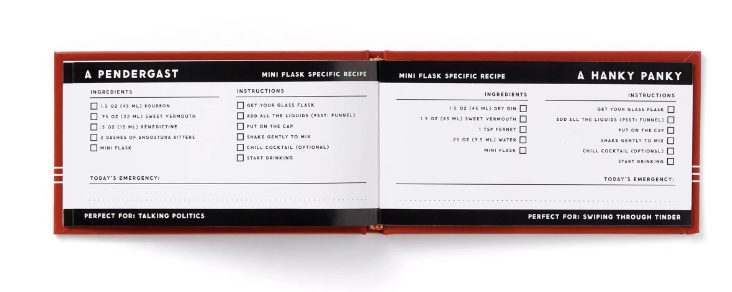 A PENDERGAST
MINI FLASK SPECIFIC RECIPE
INGREDIENTS
1.5 OZ (45 ML) BOURBON
.75 OZ (22 ML) SWEET VERMOUTH
.5 OZ (15 ML) BÉNÉDICTINE
2 DASHES OF ANGOSTURA BITTERS
MINI FLASK
INSTRUCTIONS
GET YOUR GLASS FLASK
ADD ALL THE LIQUIDS (PSST: FUNNEL)
PUT ON THE CAP
SHAKE GENTLY TO MIX
CHILL COCKTAIL (OPTIONAL)
START DRINKING
TODAY'S EMERGENCY:
PERFECT FOR: TALKING POLITICS
MINI FLASK SPECIFIC RECIPE
A HANKY PANKY
INGREDIENTS
1.5 OZ (45 ML) DRY GIN
1.5 OZ (45 ML) SWEET VERMOUTH
1 TSP FERNET
.25 OZ (7.5 ML) WATER
MINI FLASK
INSTRUCTIONS
GET YOUR GLASS FLASK
ADD ALL THE LIQUIDS (PSST: FUNNEL)
PUT ON THE CAP
SHAKE GENTLY TO MIX
CHILL COCKTAIL (OPTIONAL)
START DRINKING
TODAY'S EMERGENCY:
PERFECT FOR: SWIPING THROUGH TINDER